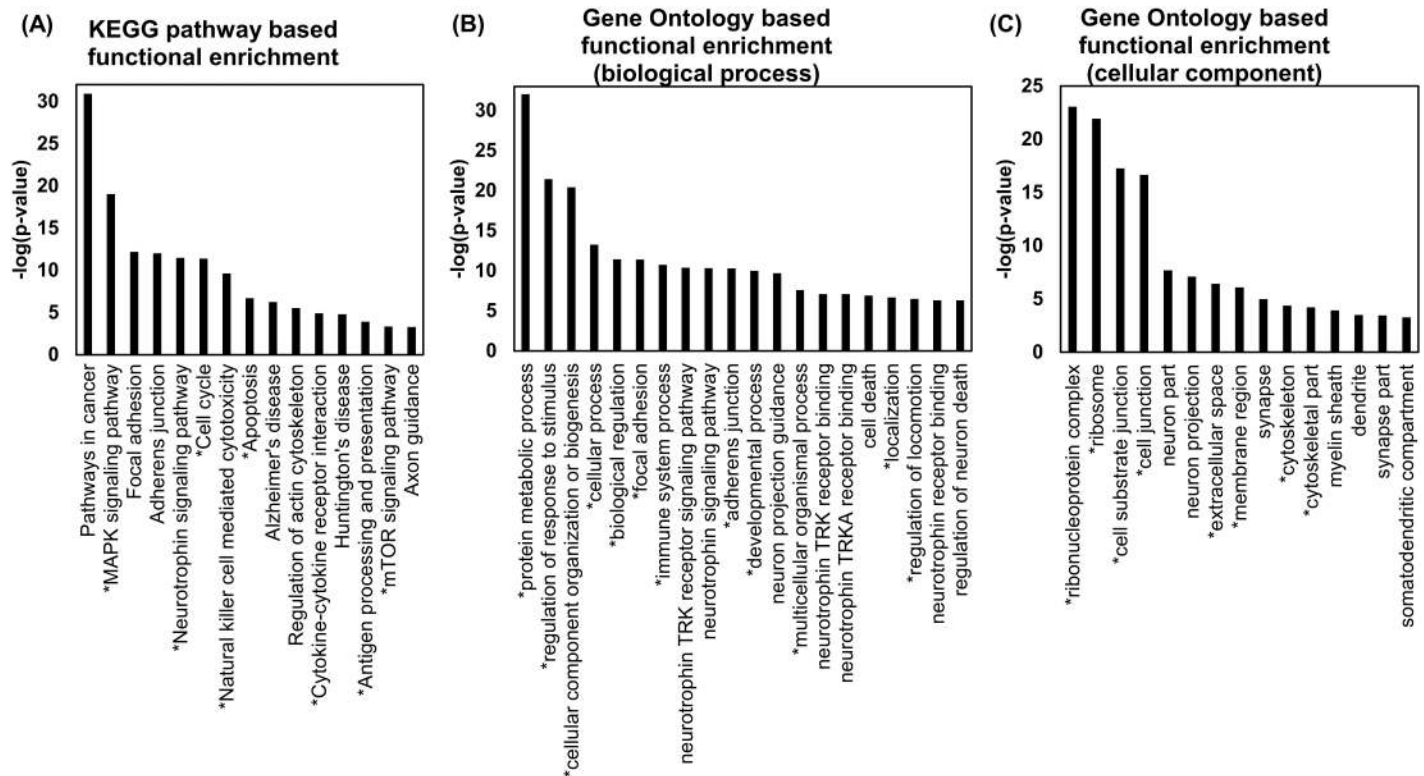 (A)
KEGG pathway based
functional enrichment
-log(p-value)
30
25
20
15
10
5
0
Pathways in cancer
*MAPK signaling pathway
Focal adhesion
Adherens junction
*Neurotrophin signaling pathway
*Cell cycle
*Natural killer cell mediated cytotoxicity
*Apoptosis
Alzheimer's disease
Regulation of actin cytoskeleton
*Cytokine-cytokine receptor interaction
Huntington's disease
*Antigen processing and presentation
*mTOR signaling pathway
Axon guidance
(B)
Gene Ontology based
functional enrichment
(biological process)
-log(p-value)
30
25
20
15
10
5
0
*protein metabolic process
*regulation of response to stimulus
*cellular component organization or biogenesis
*cellular process
*biological regulation
*focal adhesion
*immune system process
neurotrophin TRK receptor signaling pathway
neurotrophin signaling pathway
*adherens junction
*developmental process
neuron projection guidance
*multicellular organismal process
neurotrophin TRK receptor binding
neurotrophin TRKA receptor binding
cell death
*localization
*regulation of locomotion
neurotrophin receptor binding
regulation of neuron death
(C)
Gene Ontology based
functional enrichment
(cellular component)
-log(p-value)
25
20
15
10
5
0
*ribonucleoprotein complex
*ribosome
*cell substrate junction
*cell junction
neuron part
neuron projection
*extracellular space
*membrane region
synapse
*cytoskeleton
*cytoskeletal part
myelin sheath
dendrite
synapse part
somatodendritic compartment